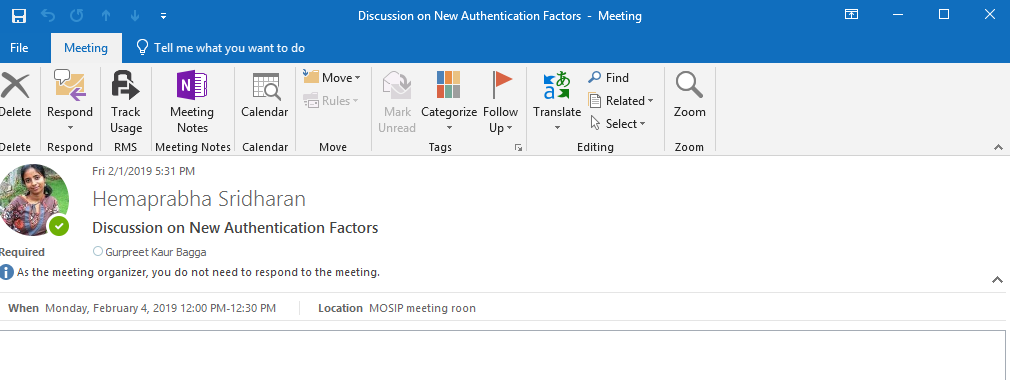 Discussion on New Authentication Factors - Meeting
File Meeting Tell me what you want to do
Delete Respond Track Usage Meeting Notes Calendar Move Rules Mark Unread Categorize Follow Up Translate Find Related Select Zoom
Delete Respond RMS Meeting Notes Calendar Move Tags Editing Zoom
Fri 2/1/2019 5:31 PM
Hemaprabha Sridharan
Discussion on New Authentication Factors
Required Gurpreet Kaur Bagga
As the meeting organizer, you do not need to respond to the meeting.
When Monday, February 4, 2019 12:00 PM-12:30 PM Location MOSIP meeting roon